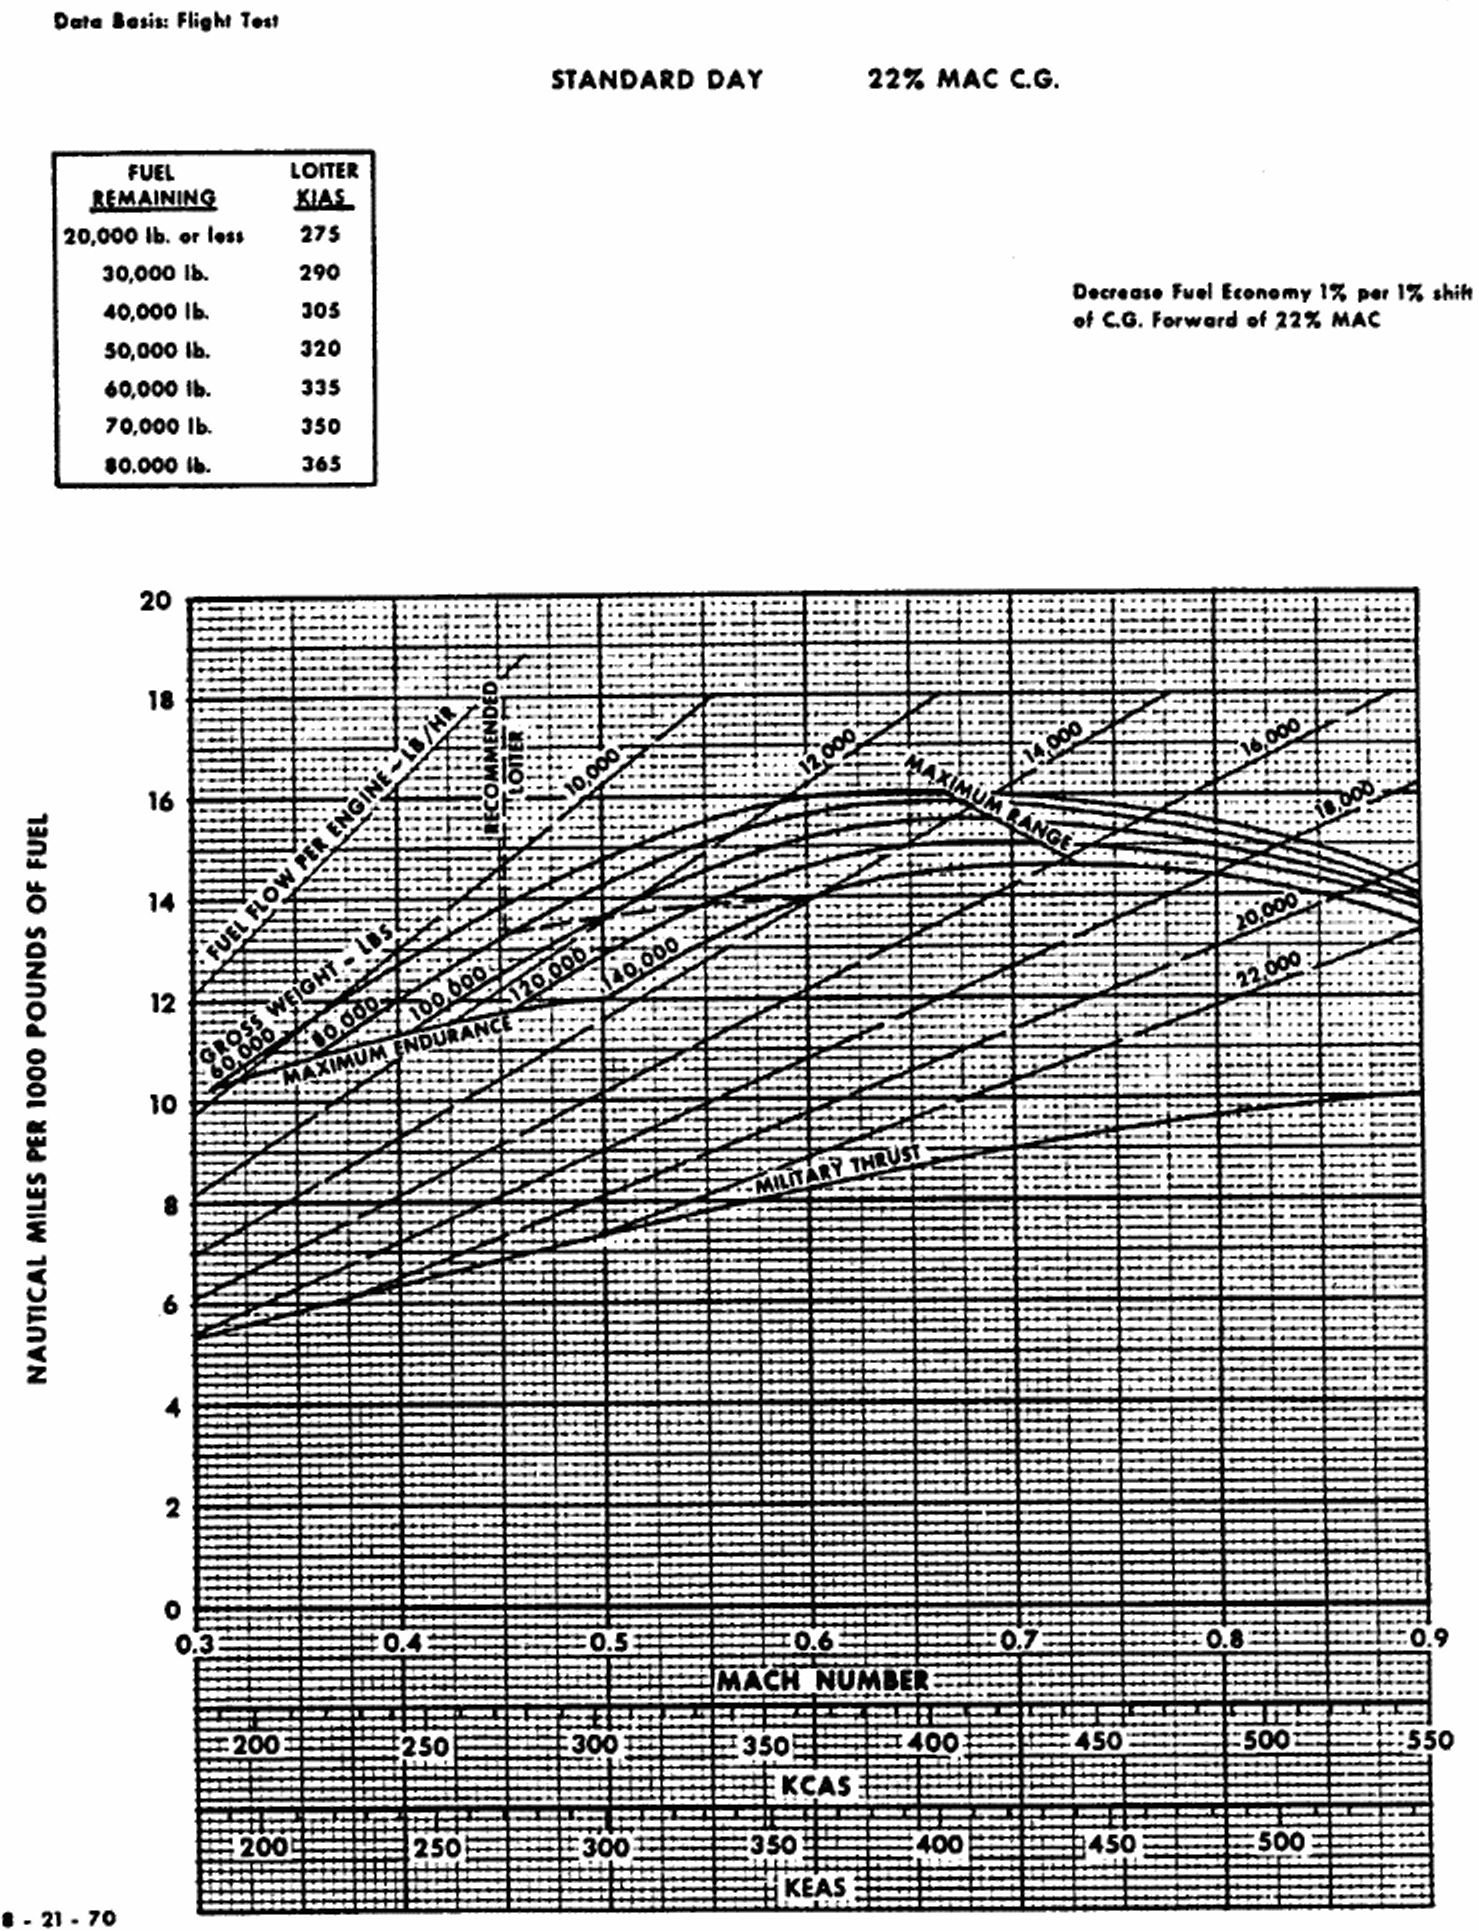 Data Basis: Flight Test
STANDARD DAY 22% MAC C.G.
FUEL REMAINING LOITER KIAS
20,000 lb. or less 275
30,000 lb. 290
40,000 lb. 305
50,000 lb. 320
60,000 lb. 335
70,000 lb. 350
80.000 lb. 365
Decrease Fuel Economy 1% per 1% shift
of C.G. Forward of 22% MAC
NAUTICAL MILES PER 1000 POUNDS OF FUEL
20
18
16
14
12
10
8
6
4
2
0
FUEL FLOW PER ENGINE ~ LB/HR
RECOMMENDED
LOITER
10,000
12,000
14,000
16,000
18,000
20,000
22,000
MAXIMUM RANGE
GROSS WEIGHT ~ LBS
60,000
80,000
100,000
120,000
140,000
MAXIMUM ENDURANCE
MILITARY THRUST
0.3 0.4 0.5 0.6 0.7 0.8 0.9
MACH NUMBER
200 250 300 350 400 450 500 550
KCAS
200 250 300 350 400 450 500
KEAS
8 - 21 - 70